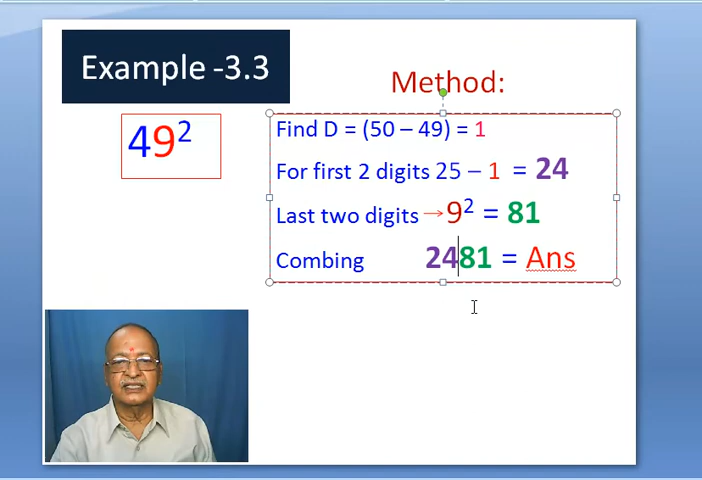 Example -3.3
Method:
49²
Find D = (50 – 49) = 1
For first 2 digits 25 – 1 = 24
Last two digits →9² = 81
Combing 2481 = Ans